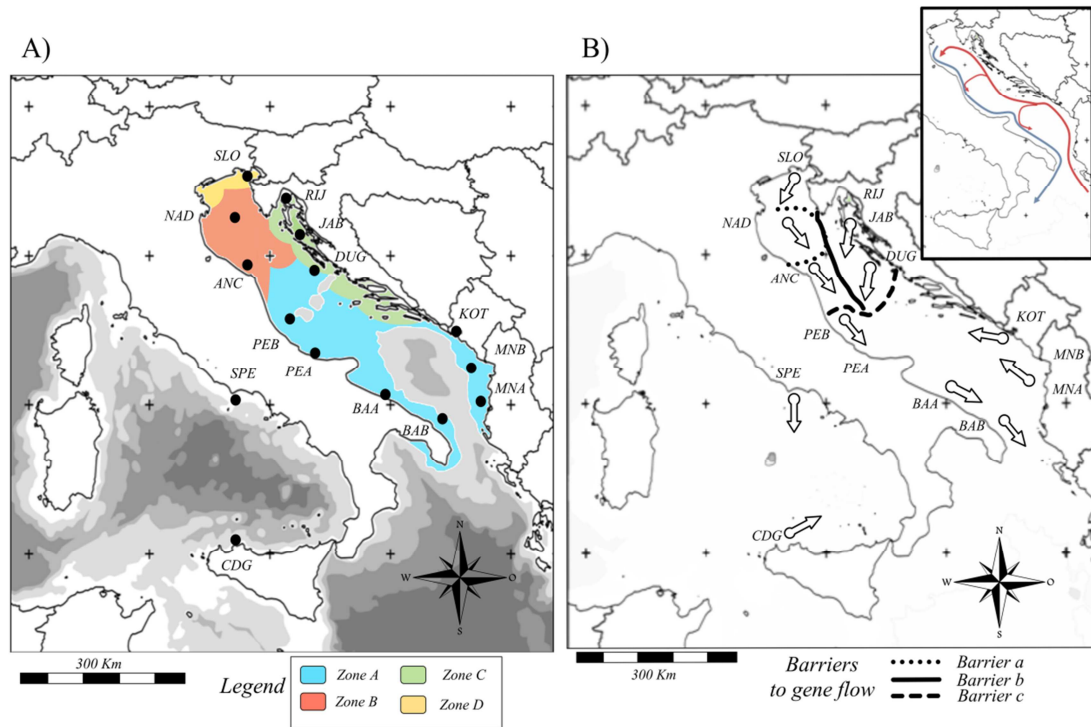 A)
SLO
RIJ
NAD
JAB
DUG
ANC
KOT
PEB
MNB
SPE
PEA
MNA
BAA
BAB
CDG
N
W
O
S
300 Km
Legend
Zone A
Zone C
Zone B
Zone D
B)
SLO
RIJ
NAD
JAB
DUG
ANC
KOT
PEB
MNB
SPE
PEA
MNA
BAA
BAB
CDG
N
W
O
S
300 Km
Barriers
to gene flow
Barrier a
Barrier b
Barrier c